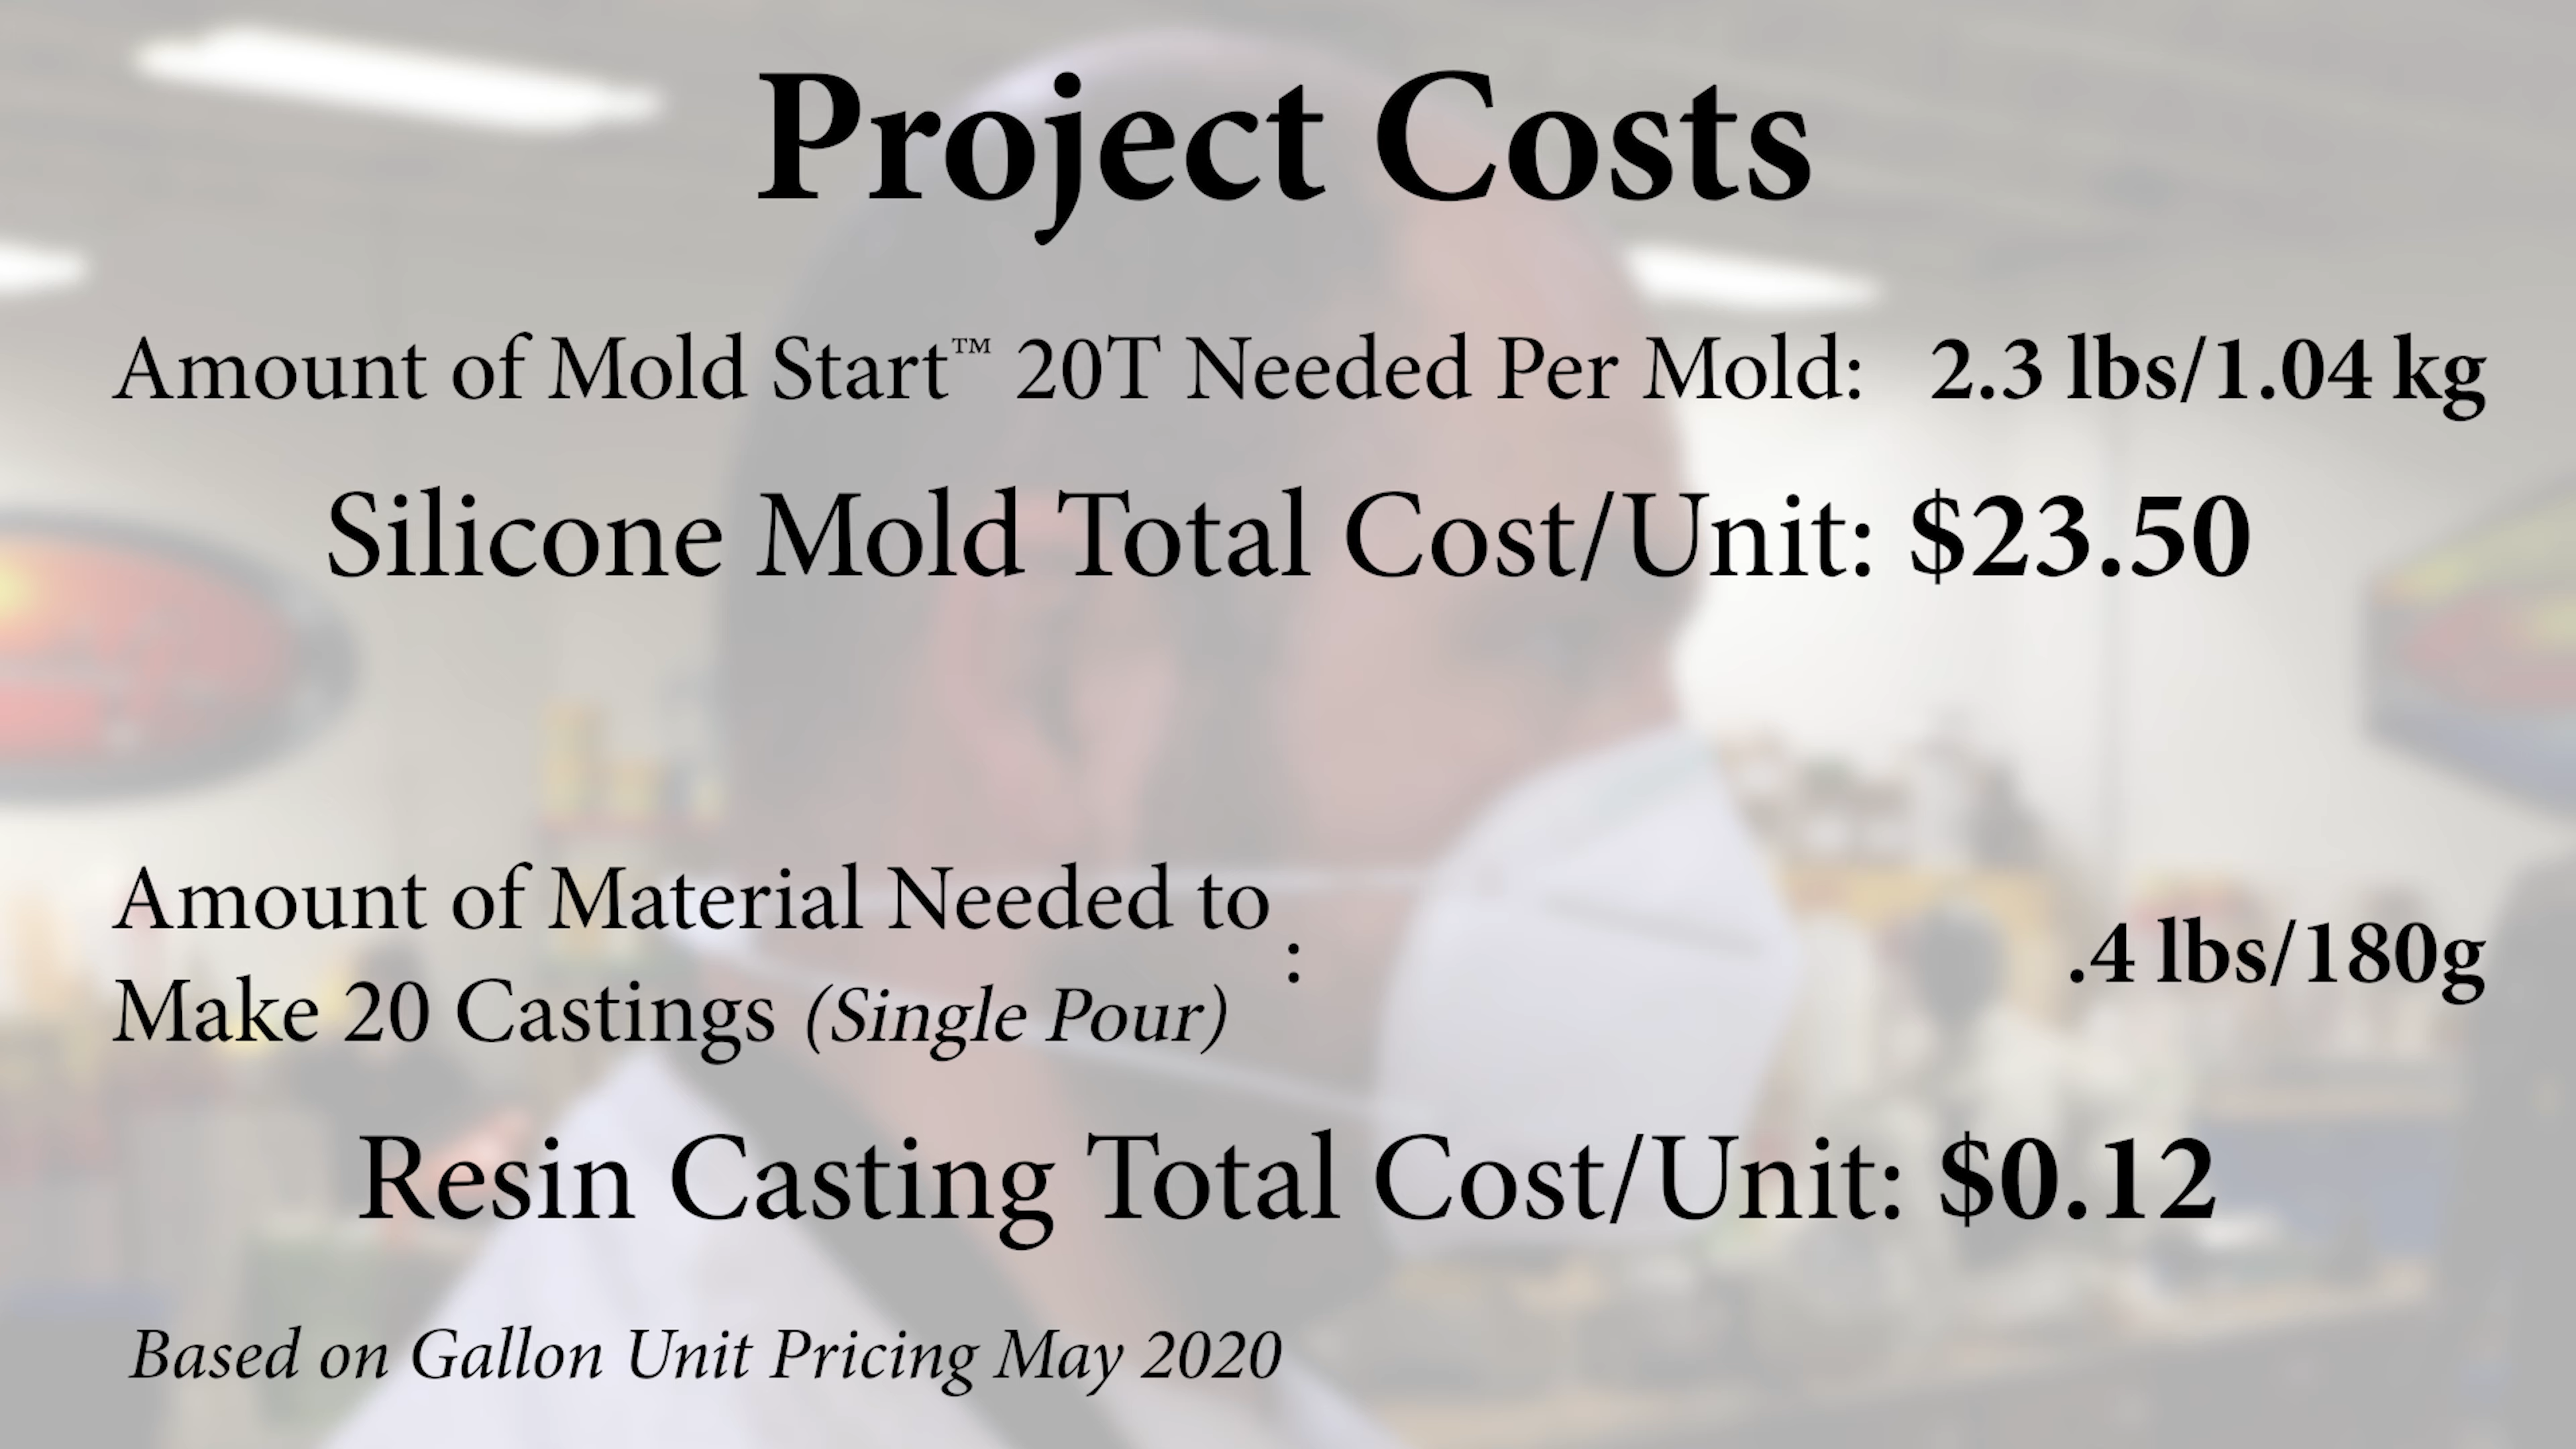 Project Costs
Amount of Mold Start™ 20T Needed Per Mold: 2.3 lbs/1.04 kg
Silicone Mold Total Cost/Unit: $23.50
Amount of Material Needed to
Make 20 Castings (Single Pour) : .4 lbs/180g
Resin Casting Total Cost/Unit: $0.12
Based on Gallon Unit Pricing May 2020